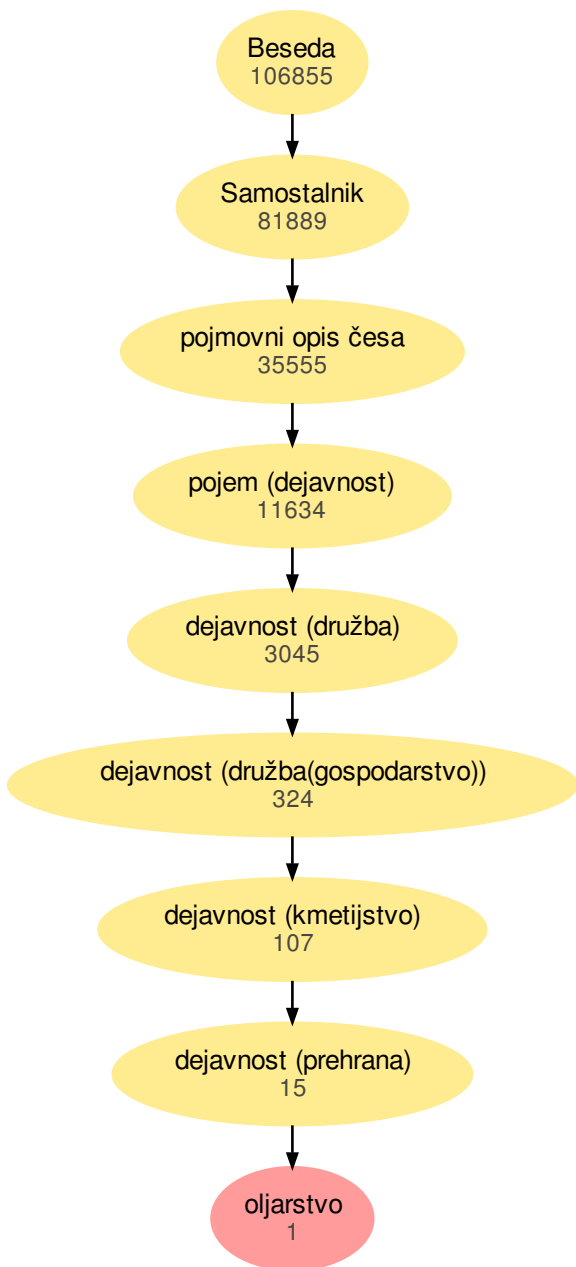 Beseda
106855
Samostalnik
81889
pojmovni opis česa
35555
pojem (dejavnost)
11634
dejavnost (družba)
3045
dejavnost (družba(gospodarstvo))
324
dejavnost (kmetijstvo)
107
dejavnost (prehrana)
15
oljarstvo
1